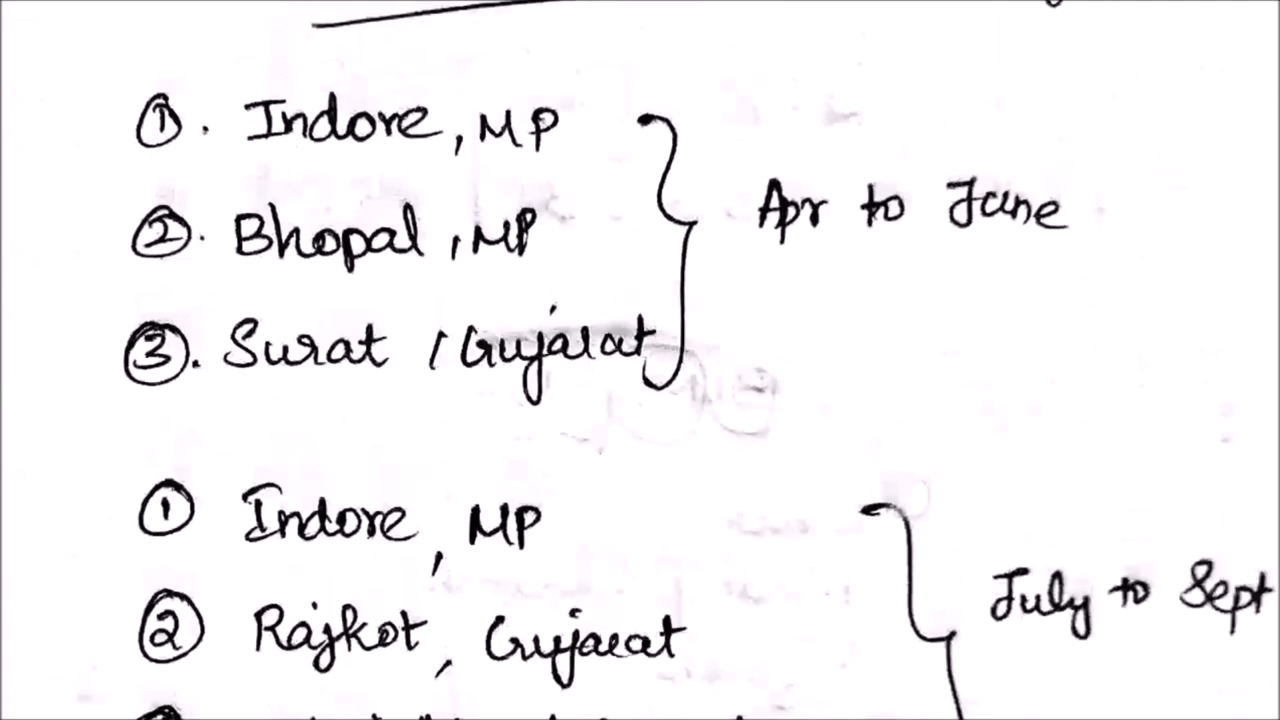 ①. Indore, MP
②. Bhopal, MP
③. Surat, Gujarat
Apr to June
① Indore, MP
② Rajkot, Gujarat
July to Sept